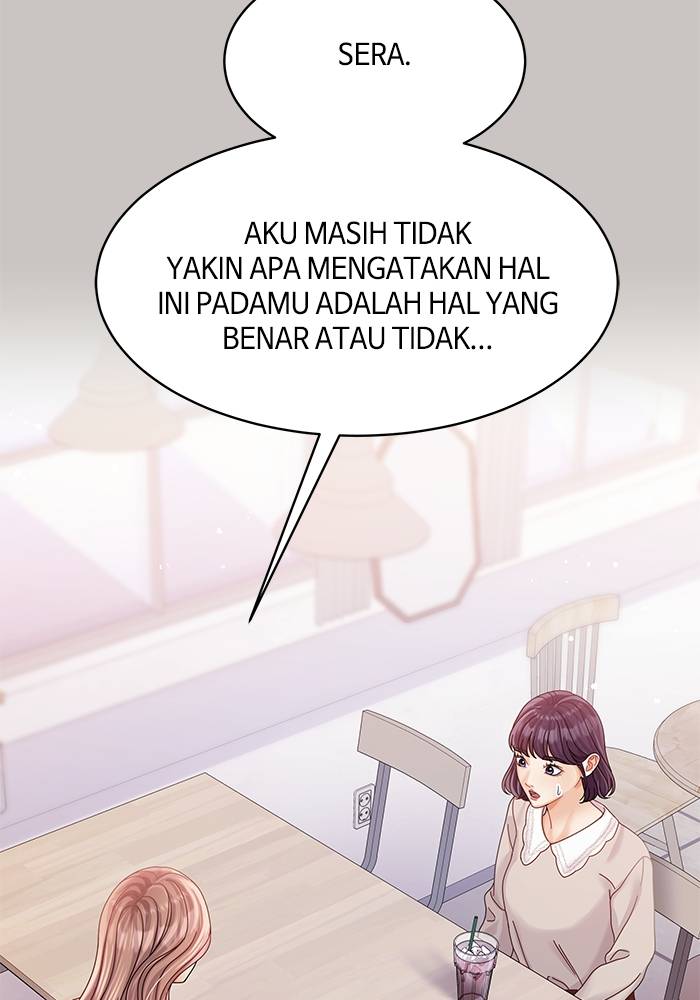 SERA.
AKU MASIH TIDAK
YAKIN APA MENGATAKAN HAL
INI PADAMU ADALAH HAL YANG
BENAR ATAU TIDAK...